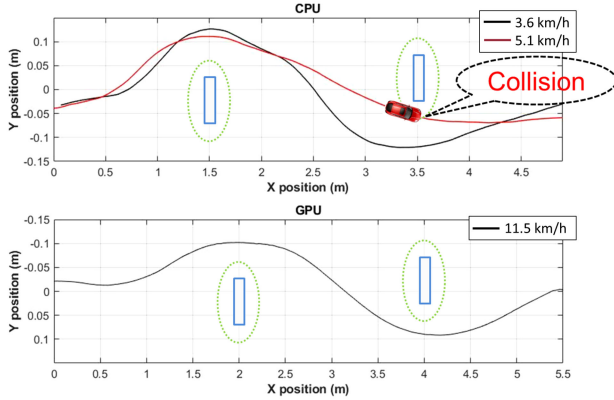 CPU
3.6 km/h
5.1 km/h
Collision
Y position (m)
0.1
0.05
0
-0.05
-0.1
-0.15
0 0.5 1 1.5 2 2.5 3 3.5 4 4.5
X position (m)
GPU
11.5 km/h
Y position (m)
-0.15
-0.1
-0.05
0
0.05
0.1
0 0.5 1 1.5 2 2.5 3 3.5 4 4.5 5 5.5
X position (m)